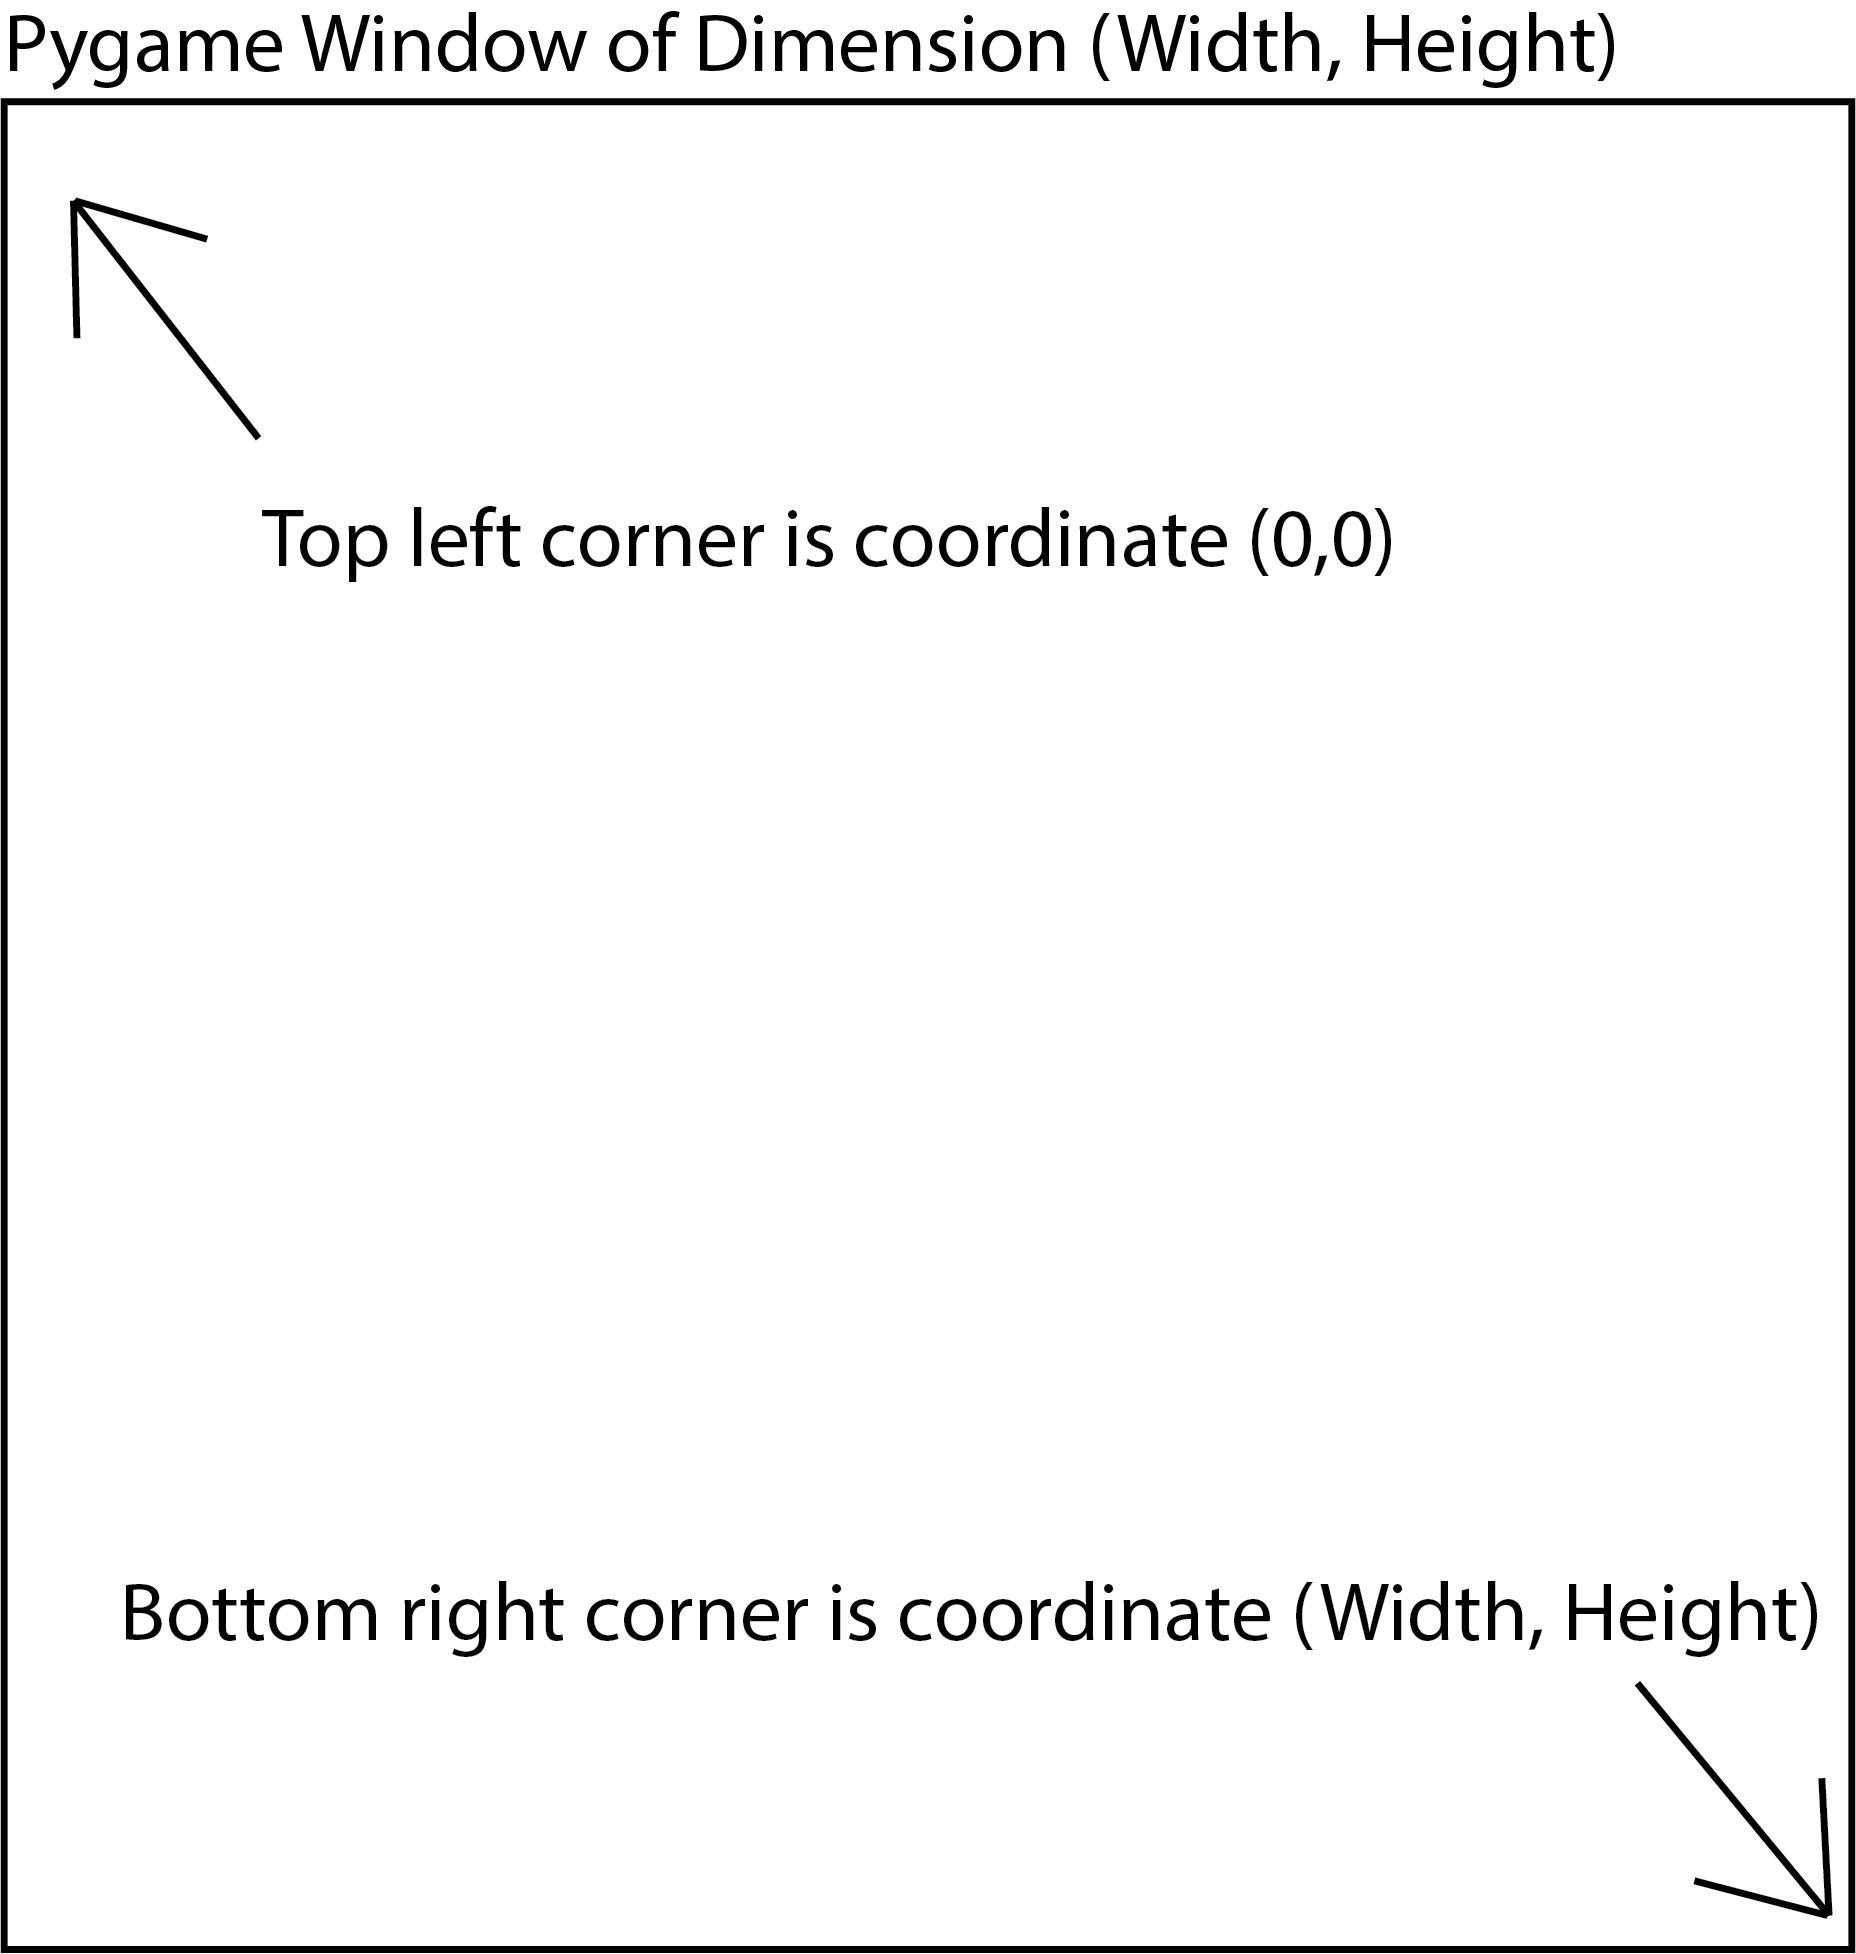 Pygame Window of Dimension (Width, Height)
Top left corner is coordinate (0,0)
Bottom right corner is coordinate (Width, Height)